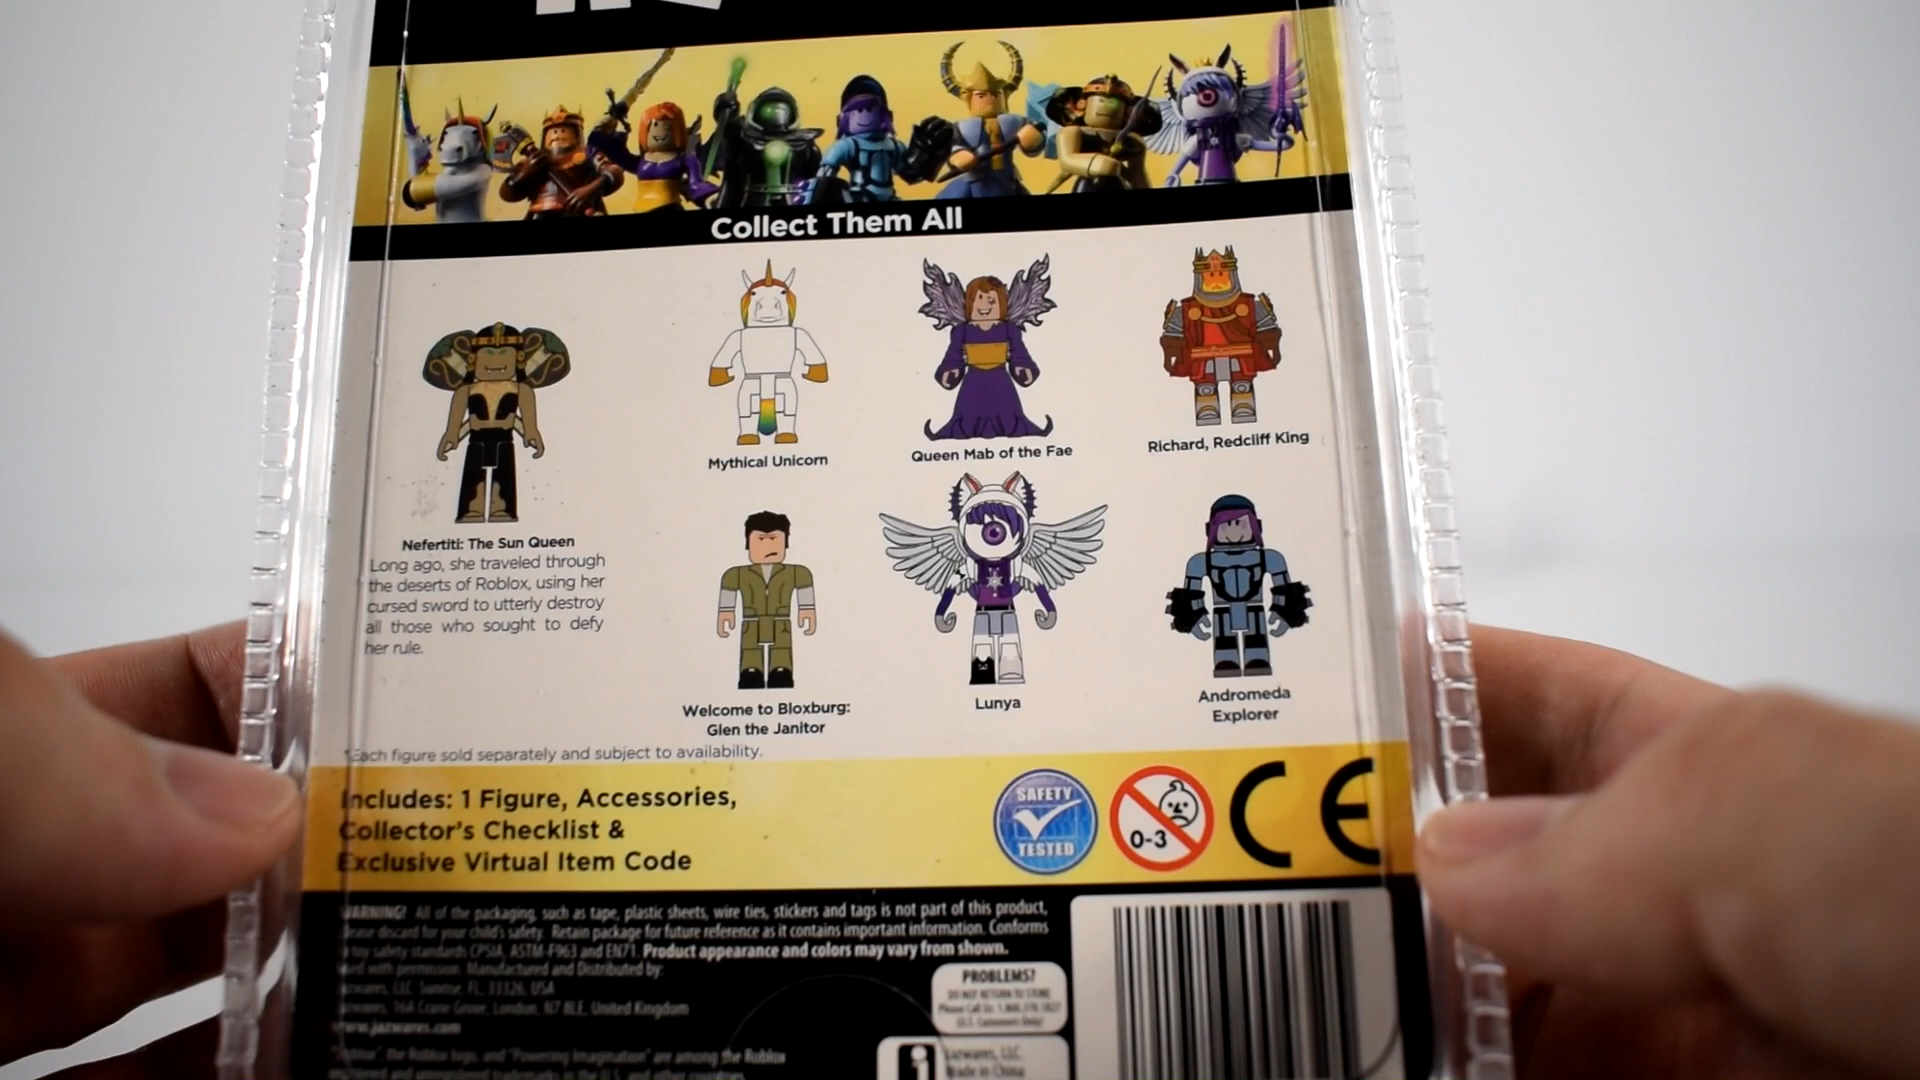 Collect Them All
Mythical Unicorn
Queen Mab of the Fae
Richard, Redcliff King
Nefertiti: The Sun Queen
Long ago, she traveled through
the deserts of Roblox, using her
cursed sword to utterly destroy
all those who sought to defy
her rule.
Welcome to Bloxburg:
Glen the Janitor
Lunya
Andromeda
Explorer
*Each figure sold separately and subject to availability.
Includes: 1 Figure, Accessories,
Collector's Checklist &
Exclusive Virtual Item Code
SAFETY
TESTED
0-3
CE
WARNING! All of the packaging, such as tape, plastic sheets, wire ties, stickers and tags is not part of this product,
please discard for your child's safety. Retain package for future reference as it contains important information. Conforms
to toy safety standards CPSIA, ASTM-F963 and EN71. Product appearance and colors may vary from shown.
Used with permission. Manufactured and Distributed by:
Jazwares, LLC. Sunrise, FL, 33326, USA
Jazwares, 16A Crane Grove, London, N7 8LE, United Kingdom
www.jazwares.com
PROBLEMS?
DO NOT RETURN TO STORE
Please Call Us:
U.S. Customers Only!
the Roblox logo, and "Powering Imagination" are among the Roblox
registered and unregistered trademarks in the U.S. and other countries.
i
Jazwares, LLC.
Made in China